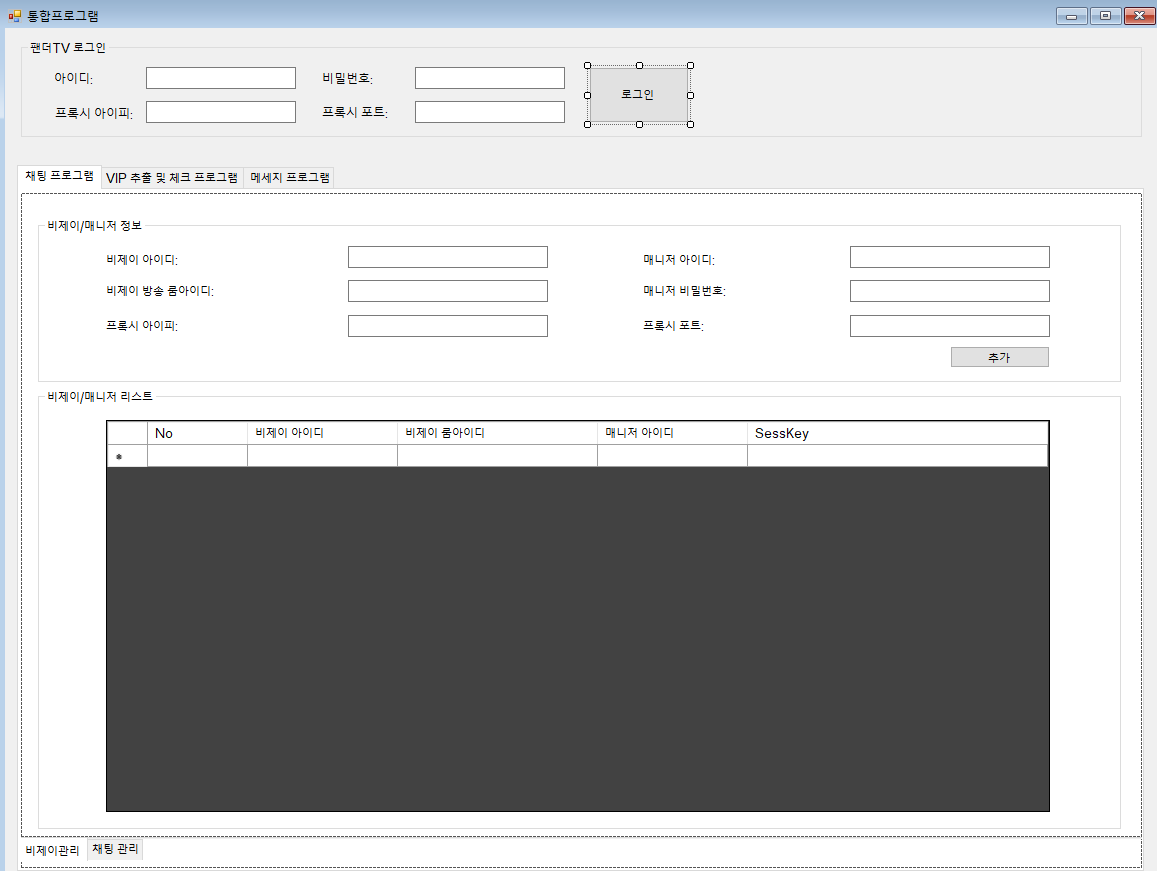 통합프로그램
팬더TV 로그인
아이디:
비밀번호:
로그인
프록시 아이피:
프록시 포트:
채팅 프로그램
VIP 추출 및 체크 프로그램
메세지 프로그램
비제이/매니저 정보
비제이 아이디:
매니저 아이디:
비제이 방송 룸아이디:
매니저 비밀번호:
프록시 아이피:
프록시 포트:
추가
비제이/매니저 리스트
No
비제이 아이디
비제이 룸아이디
매니저 아이디
SessKey
비제이관리
채팅 관리